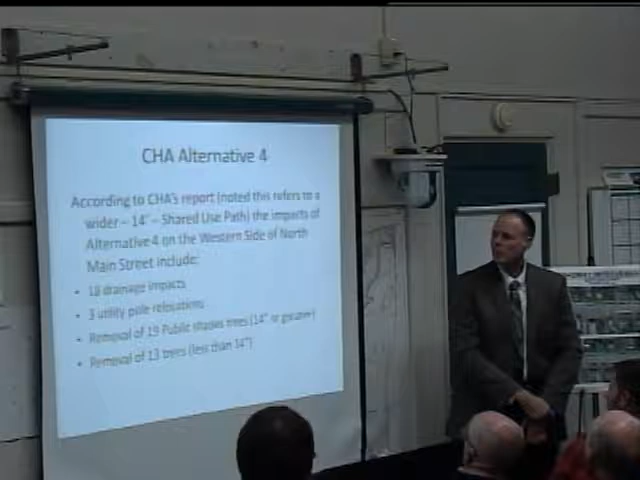 CHA Alternative 4
According to CHA's report (noted this refers to a
wider – 14' – Shared Use Path) the impacts of
Alternative 4 on the Western Side of North
Main Street include:
• 18 drainage impacts
• 3 utility pole relocations
• Removal of 19 Public shades trees (14" or greater)
• Removal of 13 trees (less than 14")